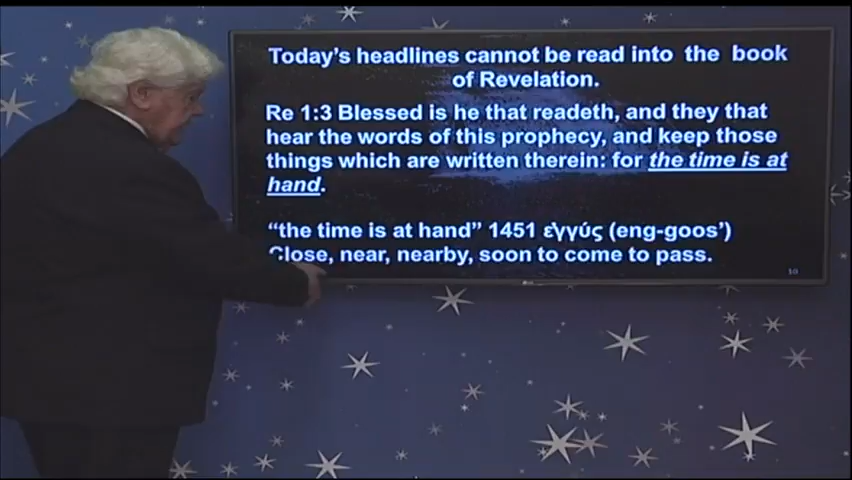 Today's headlines cannot be read into the book
of Revelation.
Re 1:3 Blessed is he that readeth, and they that
hear the words of this prophecy, and keep those
things which are written therein: for the time is at
hand.
"the time is at hand" 1451 εγγύς (eng-goos')
Close, near, nearby, soon to come to pass.
10